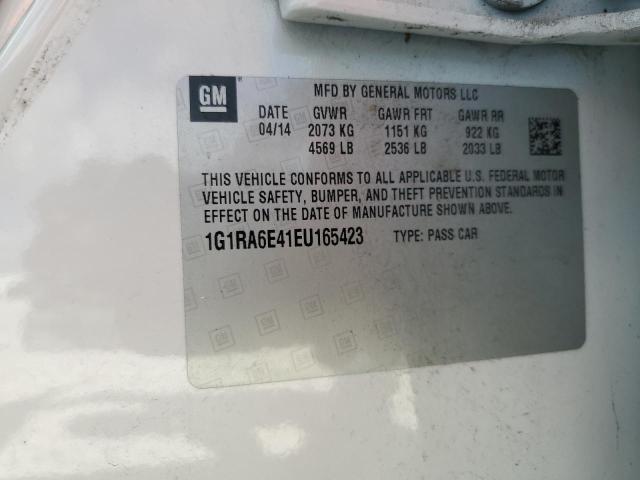 GM
MFD BY GENERAL MOTORS LLC
DATE GVWR GAWR FRT GAWR RR
04/14 2073 KG 1151 KG 922 KG
4569 LB 2536 LB 2033 LB
THIS VEHICLE CONFORMS TO ALL APPLICABLE U.S. FEDERAL MOTOR
VEHICLE SAFETY, BUMPER, AND THEFT PREVENTION STANDARDS IN
EFFECT ON THE DATE OF MANUFACTURE SHOWN ABOVE.
1G1RA6E41EU165423 TYPE: PASS CAR